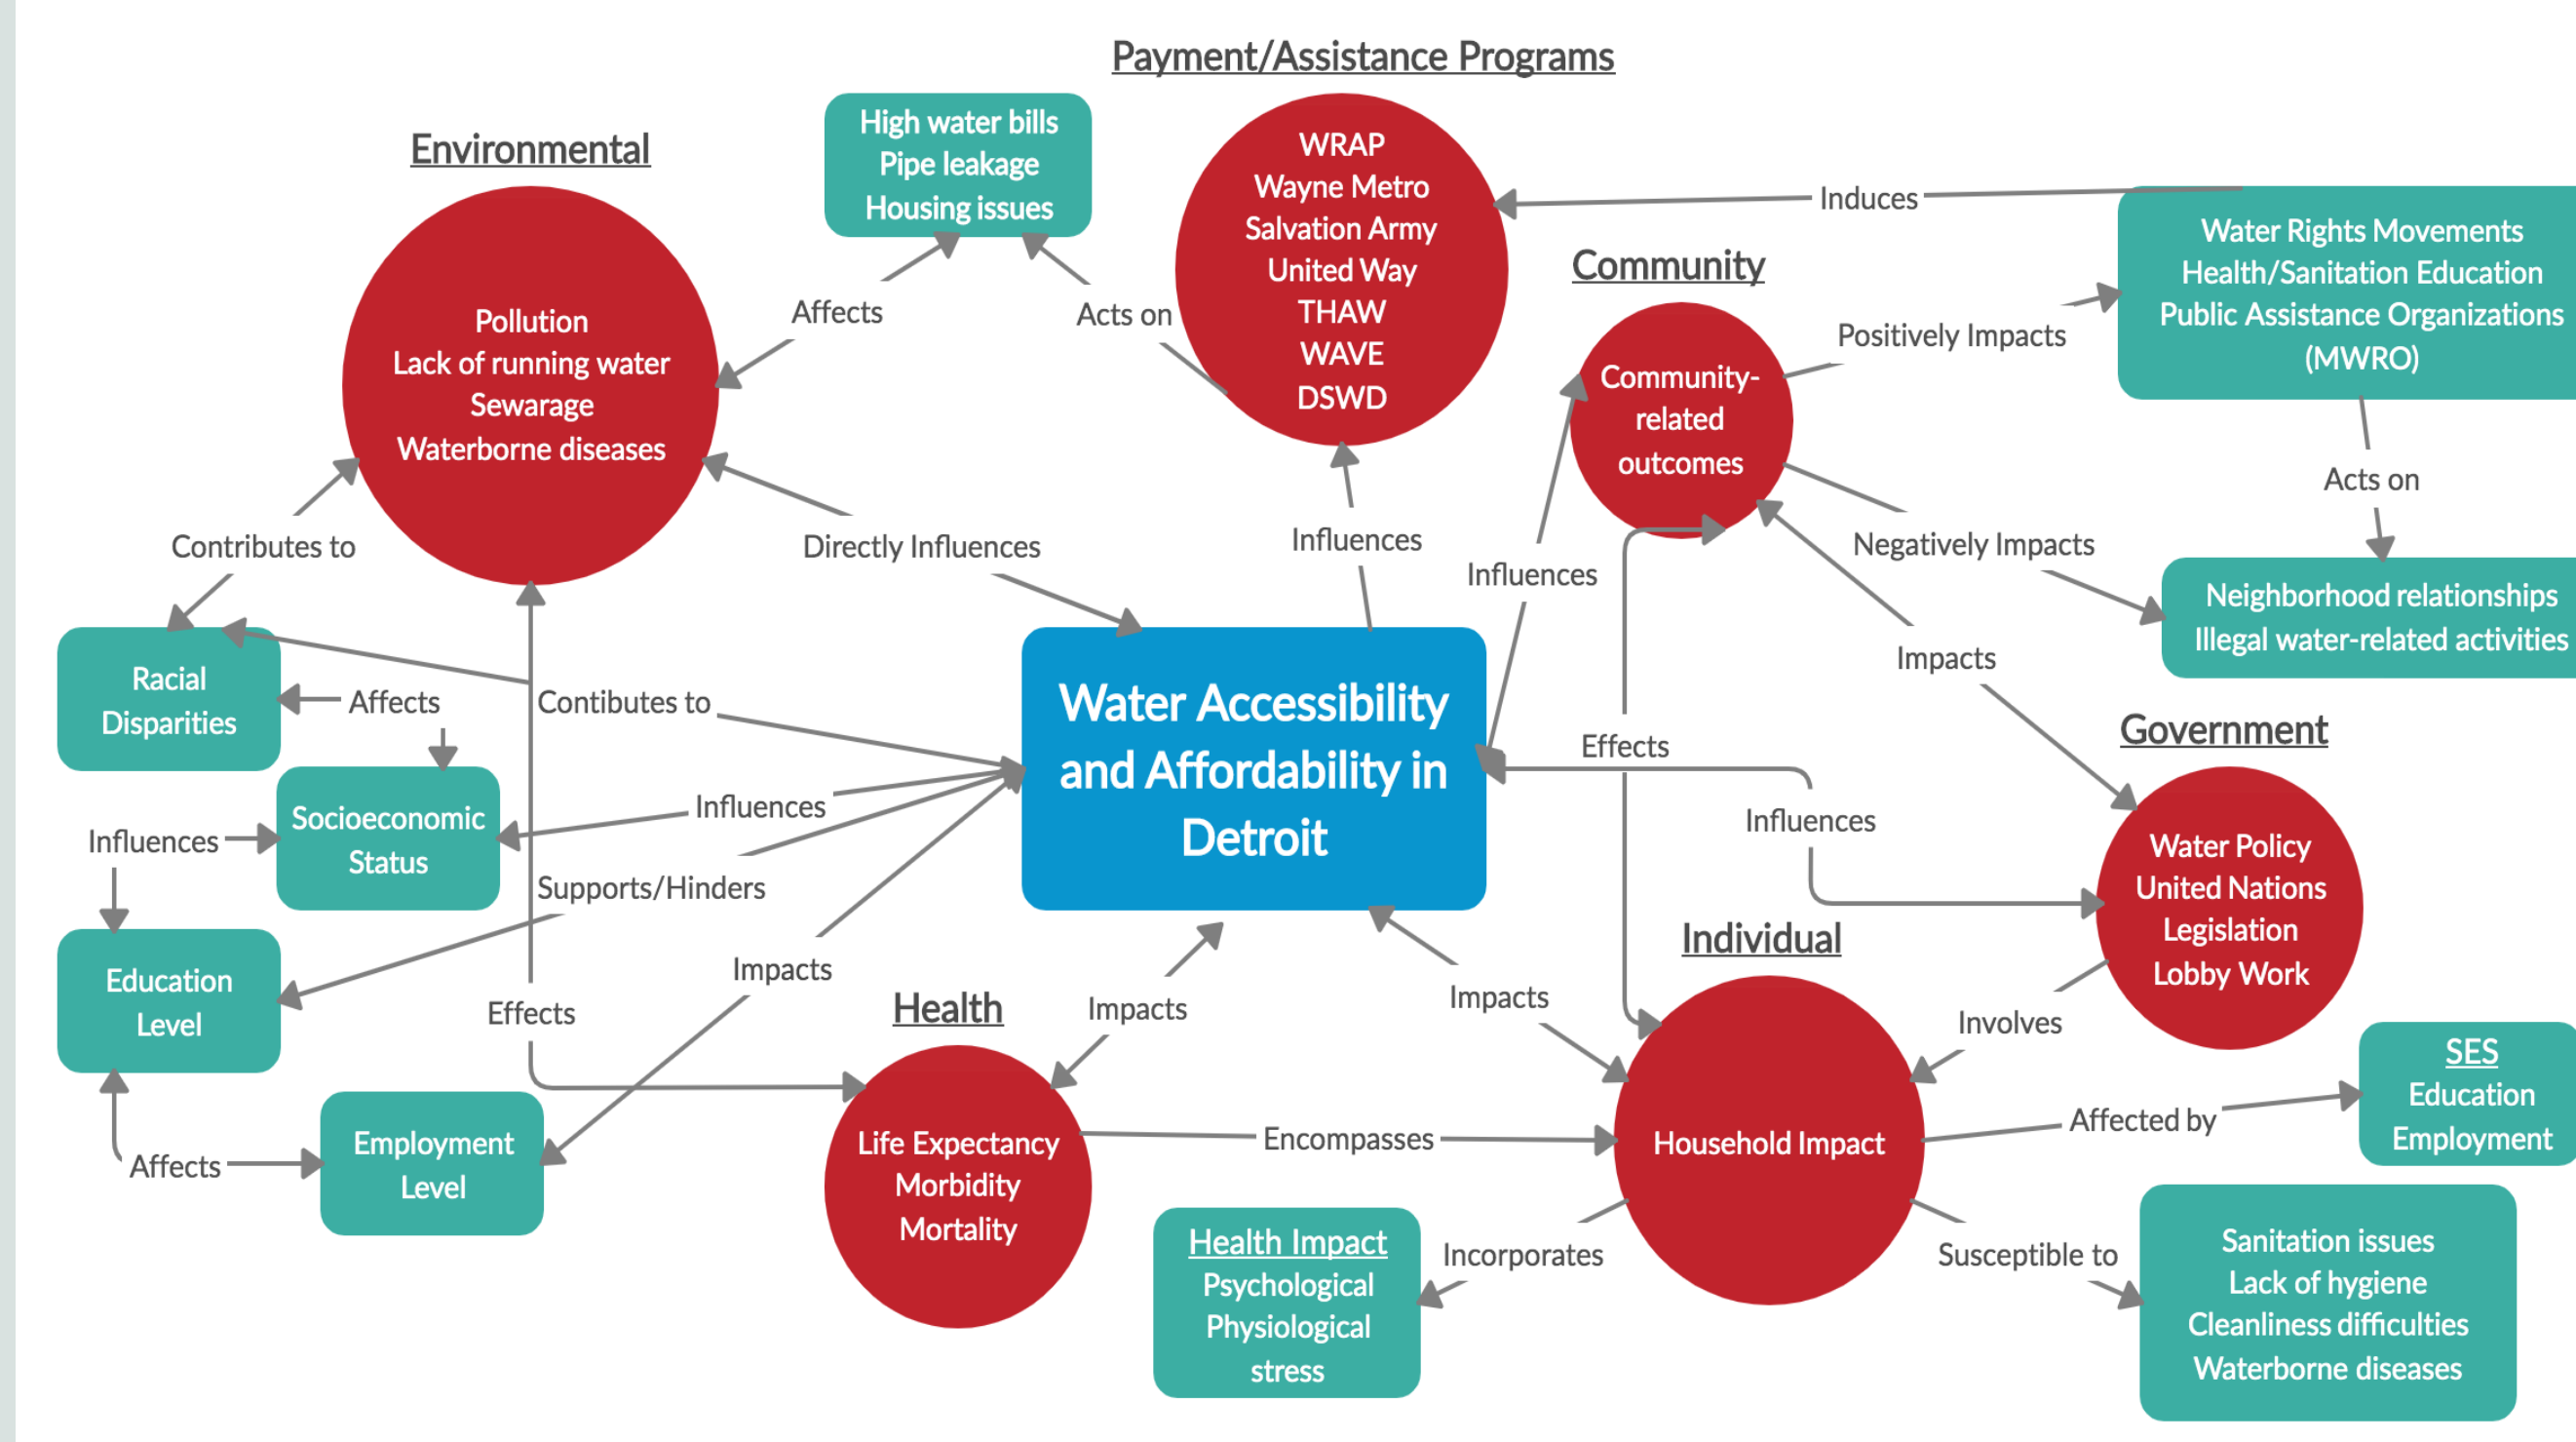 Payment/Assistance Programs
Environmental
High water bills
Pipe leakage
Housing issues
WRAP
Wayne Metro
Salvation Army
United Way
THAW
WAVE
DSWD
Induces
Water Rights Movements
Health/Sanitation Education
Public Assistance Organizations
(MWRO)
Community
Community-
related
outcomes
Positively Impacts
Pollution
Lack of running water
Sewarage
Waterborne diseases
Affects
Acts on
Acts on
Contributes to
Directly Influences
Influences
Influences
Negatively Impacts
Neighborhood relationships
Illegal water-related activities
Impacts
Racial
Disparities
Affects
Contibutes to
Water Accessibility
and Affordability in
Detroit
Effects
Government
Influences
Socioeconomic
Status
Influences
Influences
Water Policy
United Nations
Legislation
Lobby Work
Supports/Hinders
Education
Level
Impacts
Effects
Health
Impacts
Impacts
Individual
Involves
SES
Education
Employment
Affects
Employment
Level
Life Expectancy
Morbidity
Mortality
Encompasses
Household Impact
Affected by
Health Impact
Psychological
Physiological
stress
Incorporates
Susceptible to
Sanitation issues
Lack of hygiene
Cleanliness difficulties
Waterborne diseases